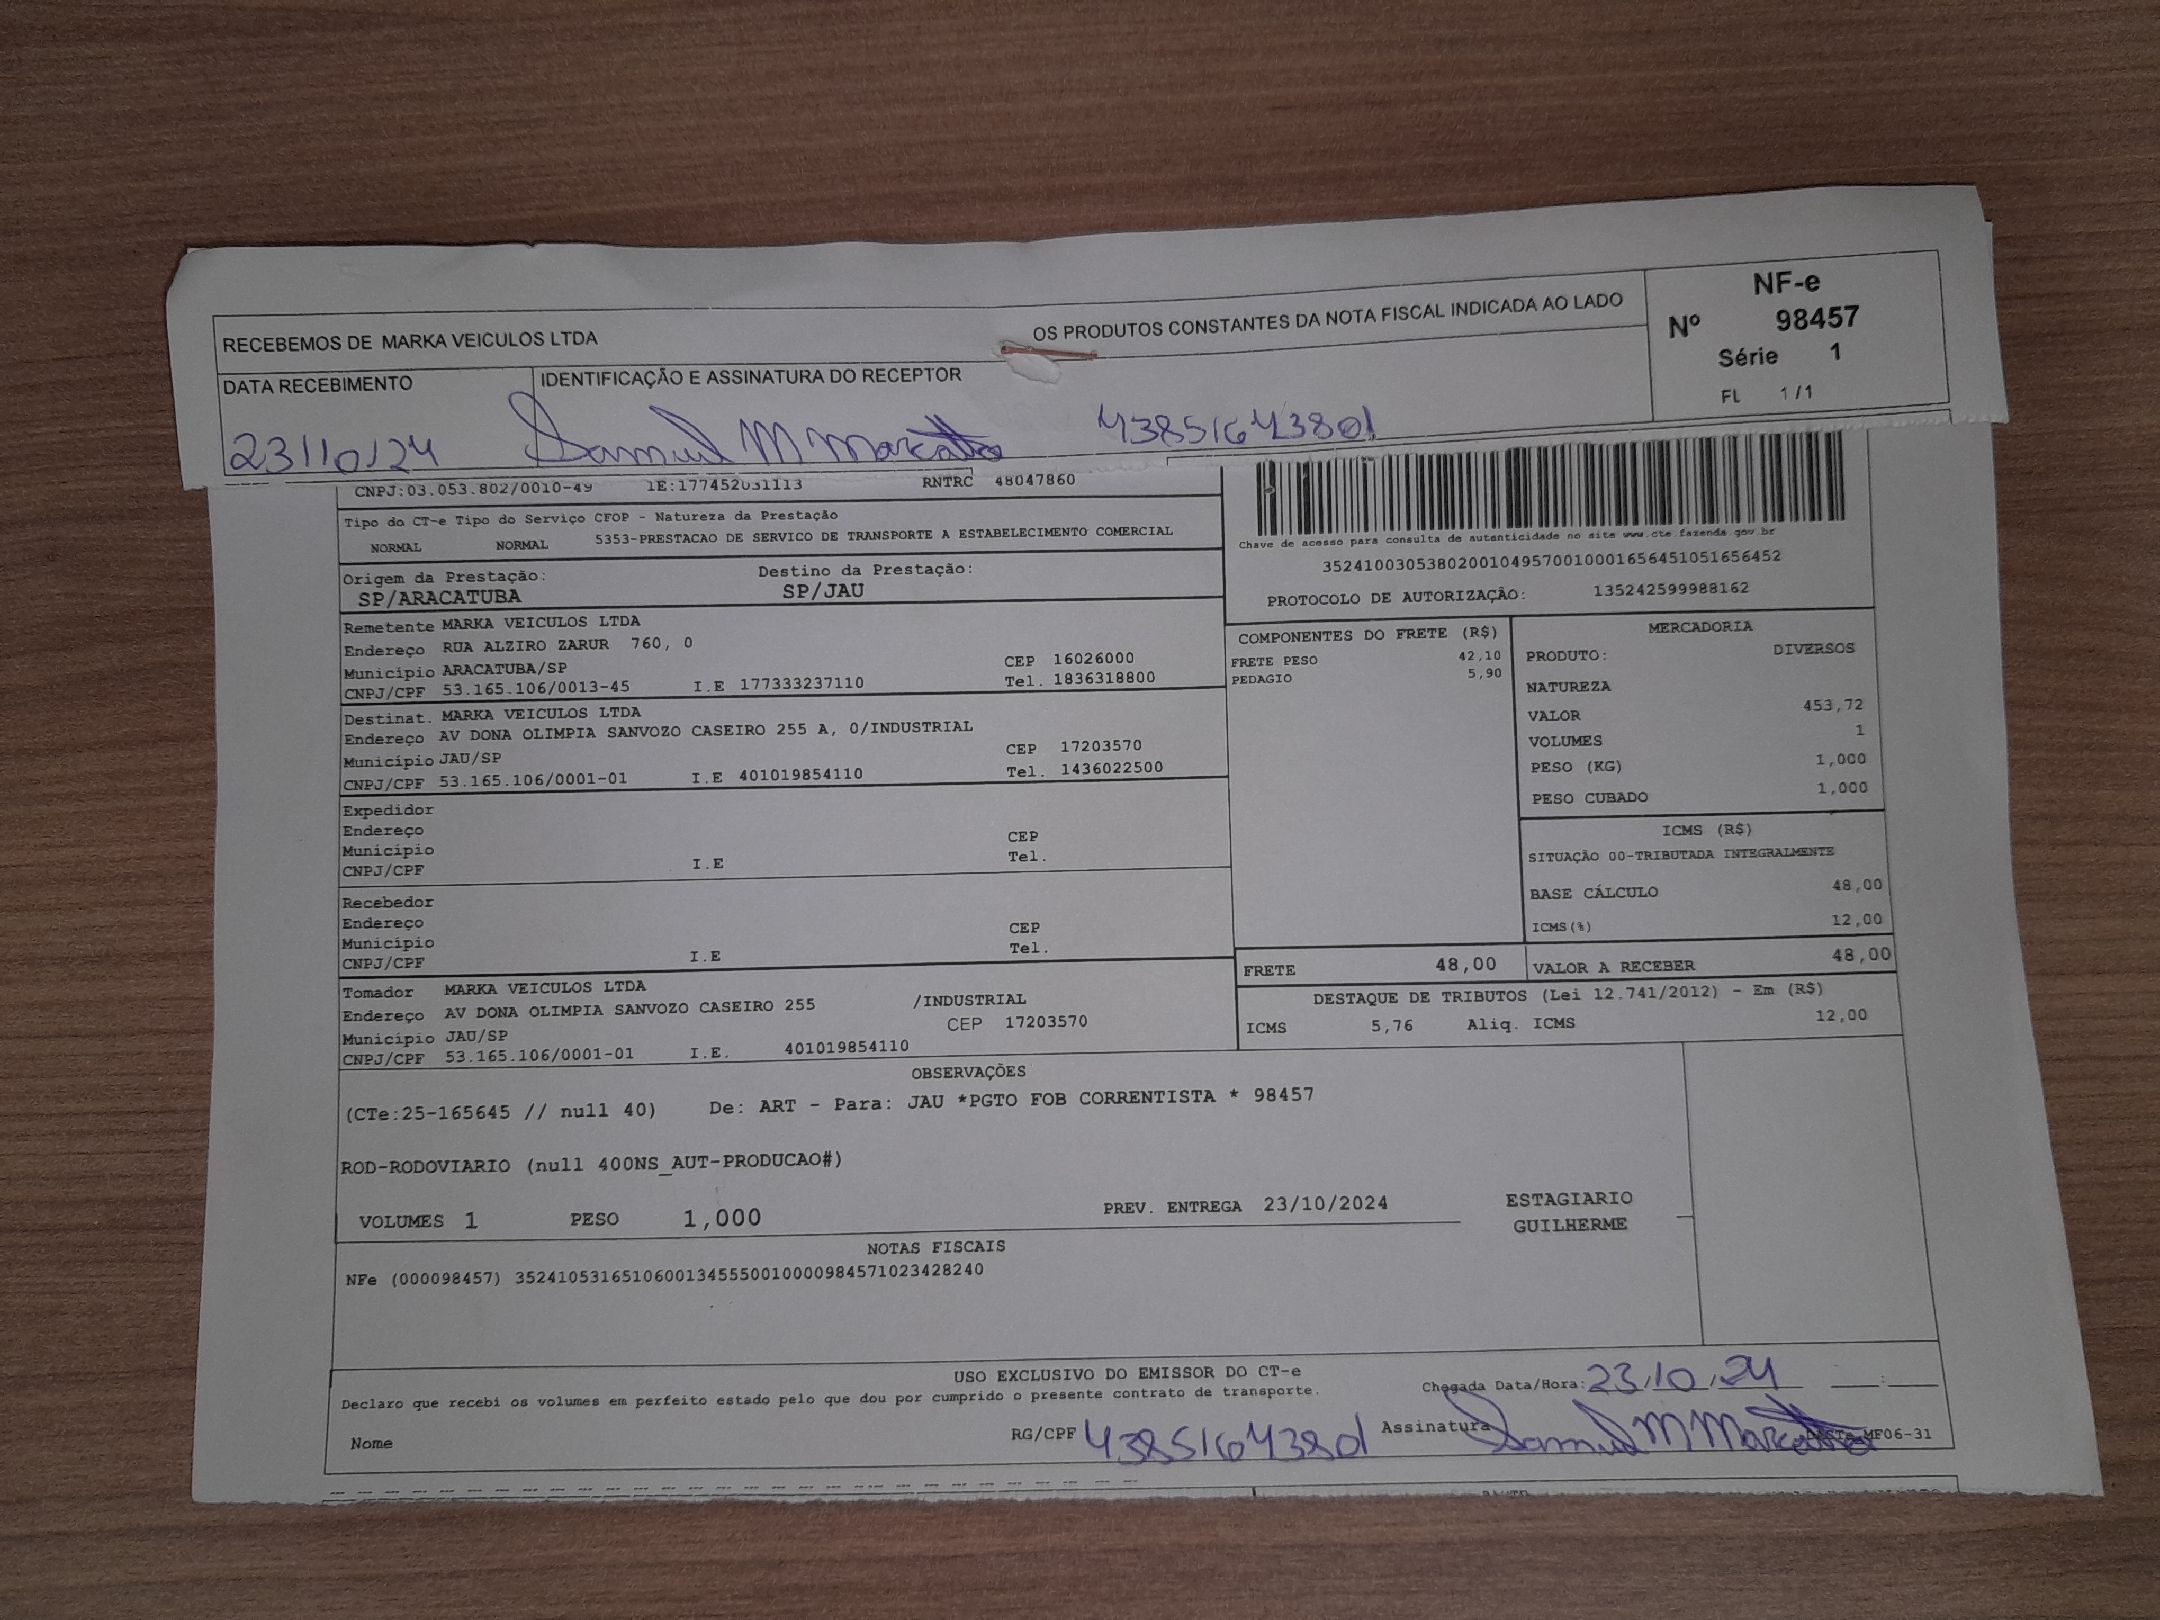 RECEBEMOS DE MARKA VEICULOS LTDA OS PRODUTOS CONSTANTES DA NOTA FISCAL INDICADA AO LADO
NF-e
Nº 98457
Série 1
FL 1/1
DATA RECEBIMENTO IDENTIFICAÇÃO E ASSINATURA DO RECEPTOR
23/10/24 Samuel M Marcatto 43851643801
CNPJ:03.053.802/0010-49 IE:177452031113 RNTRC 48047860
Tipo do CT-e Tipo do Serviço CFOP - Natureza da Prestação
NORMAL NORMAL 5353-PRESTACAO DE SERVICO DE TRANSPORTE A ESTABELECIMENTO COMERCIAL
Chave de acesso para consulta de autenticidade no site www.cte.fazenda.gov.br
35241003053802001049570010001656451051656452
PROTOCOLO DE AUTORIZAÇÃO: 135242599988162
Origem da Prestação: Destino da Prestação:
SP/ARACATUBA SP/JAU
Remetente MARKA VEICULOS LTDA
Endereço RUA ALZIRO ZARUR 760, 0
Município ARACATUBA/SP CEP 16026000
CNPJ/CPF 53.165.106/0013-45 I.E 177333237110 Tel. 1836318800
Destinat. MARKA VEICULOS LTDA
Endereço AV DONA OLIMPIA SANVOZO CASEIRO 255 A, 0/INDUSTRIAL
Município JAU/SP CEP 17203570
CNPJ/CPF 53.165.106/0001-01 I.E 401019854110 Tel. 1436022500
Expedidor
Endereço
Município CEP
CNPJ/CPF I.E Tel.
Recebedor
Endereço
Município CEP
CNPJ/CPF I.E Tel.
Tomador MARKA VEICULOS LTDA
Endereço AV DONA OLIMPIA SANVOZO CASEIRO 255 /INDUSTRIAL
Município JAU/SP CEP 17203570
CNPJ/CPF 53.165.106/0001-01 I.E. 401019854110
COMPONENTES DO FRETE (R$)
FRETE PESO 42,10
PEDAGIO 5,90
MERCADORIA
PRODUTO: DIVERSOS
NATUREZA
VALOR 453,72
VOLUMES 1
PESO (KG) 1,000
PESO CUBADO 1,000
ICMS (R$)
SITUAÇÃO 00-TRIBUTADA INTEGRALMENTE
BASE CÁLCULO 48,00
ICMS(%) 12,00
FRETE 48,00 VALOR A RECEBER 48,00
DESTAQUE DE TRIBUTOS (Lei 12.741/2012) - Em (R$)
ICMS 5,76 Aliq. ICMS 12,00
OBSERVAÇÕES
(CTe:25-165645 // null 40) De: ART - Para: JAU *PGTO FOB CORRENTISTA * 98457
ROD-RODOVIARIO (null 400NS_AUT-PRODUCAO#)
VOLUMES 1 PESO 1,000 PREV. ENTREGA 23/10/2024 ESTAGIARIO
GUILHERME
NOTAS FISCAIS
NFe (000098457) 35241053165106001345550010000984571023428240
USO EXCLUSIVO DO EMISSOR DO CT-e
Declaro que recebi os volumes em perfeito estado pelo que dou por cumprido o presente contrato de transporte. Chegada Data/Hora: 23/10/24 :
Nome RG/CPF 43851643801 Assinatura Samuel M Marcatto MF06-31